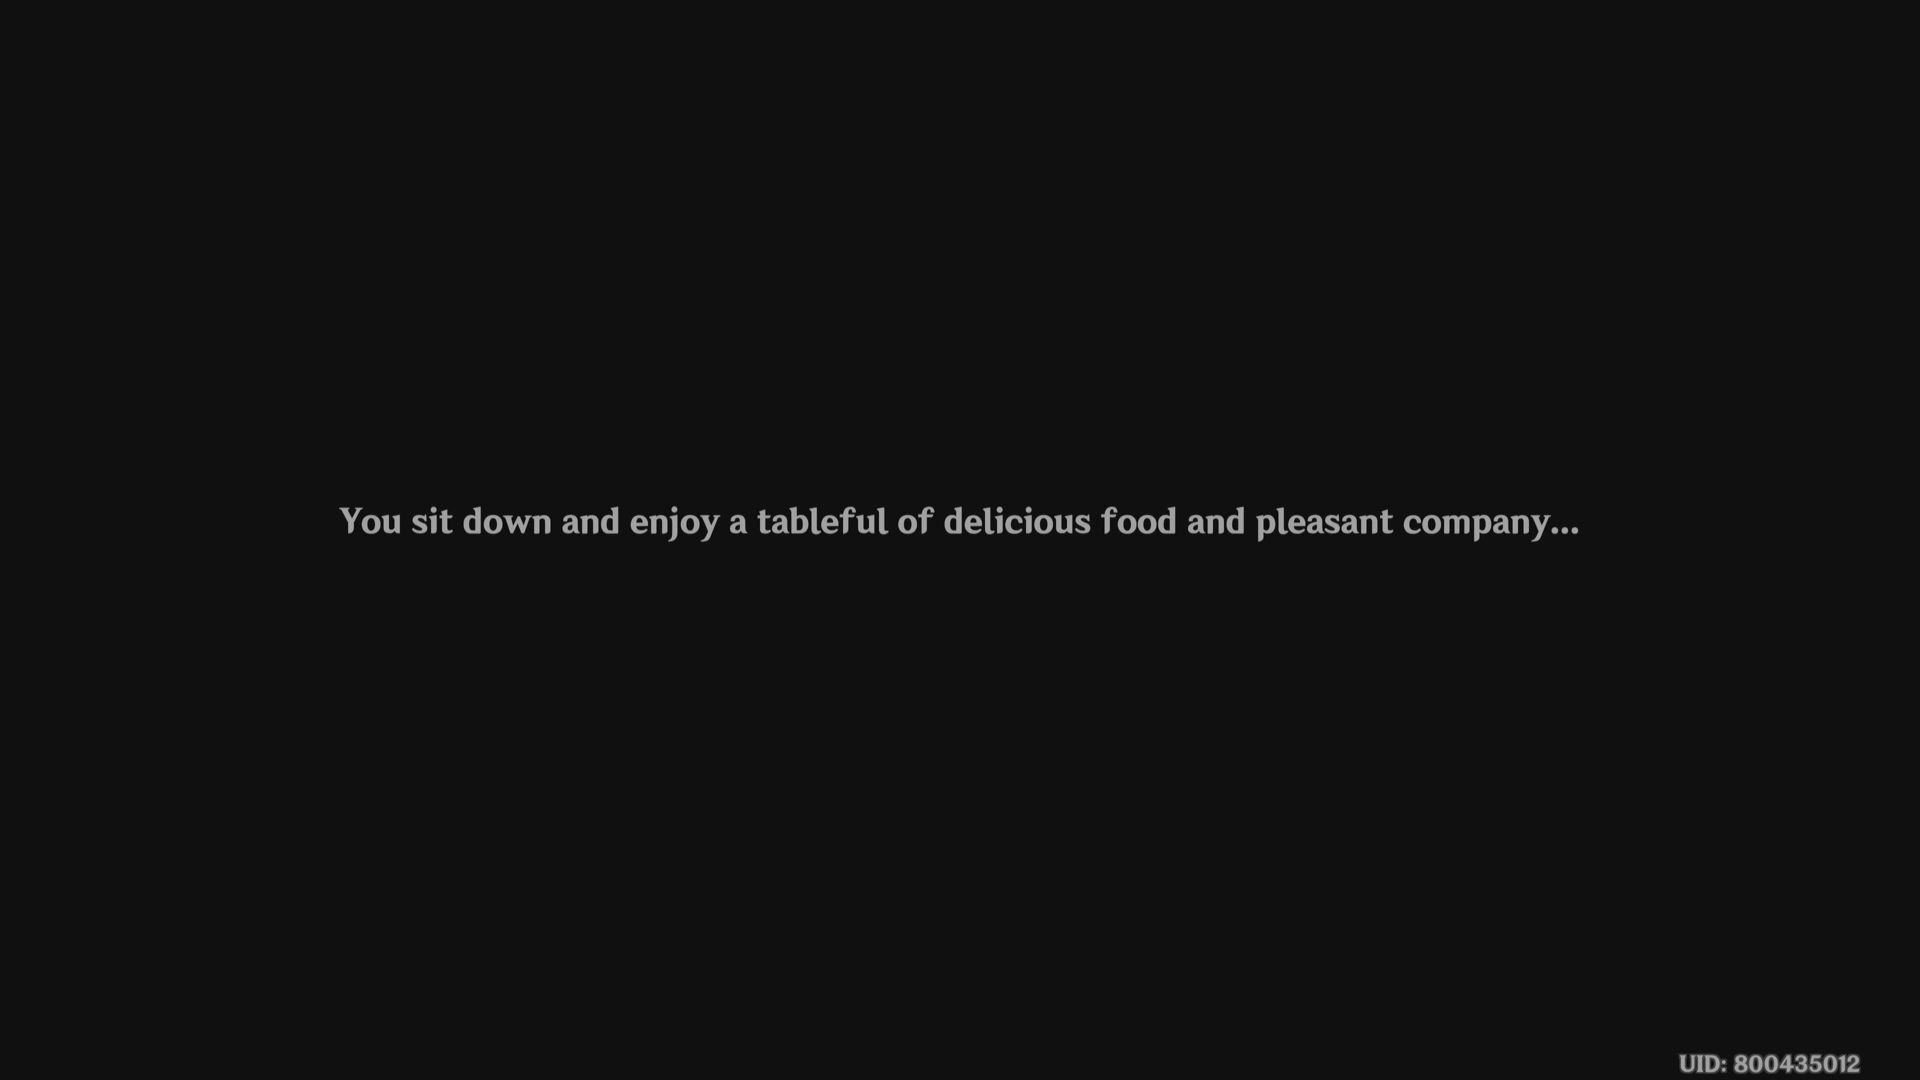 You sit down and enjoy a tableful of delicious food and pleasant company...
UID: 800435012